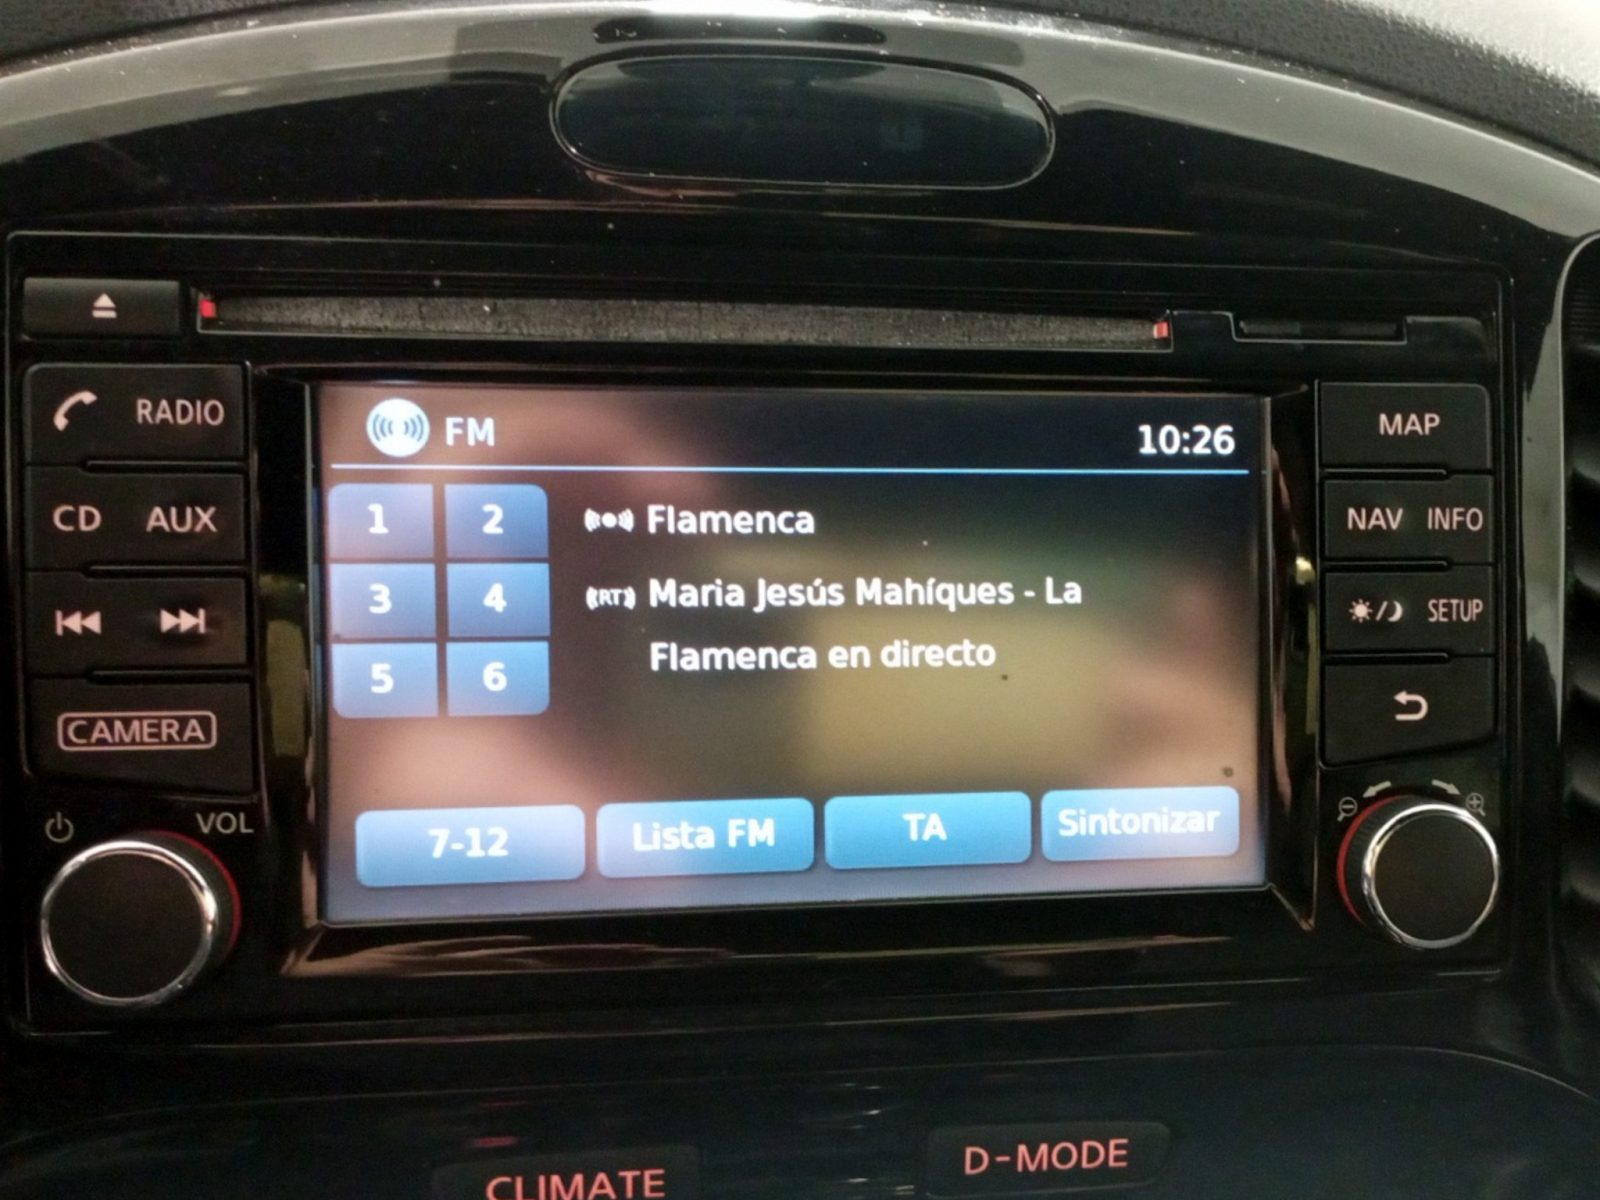 RADIO
CD AUX
CAMERA
VOL
FM 10:26
1 2
3 4
5 6
Flamenca
RT Maria Jesús Mahíques - La
Flamenca en directo
7-12 Lista FM TA Sintonizar
MAP
NAV INFO
SETUP
CLIMATE D-MODE